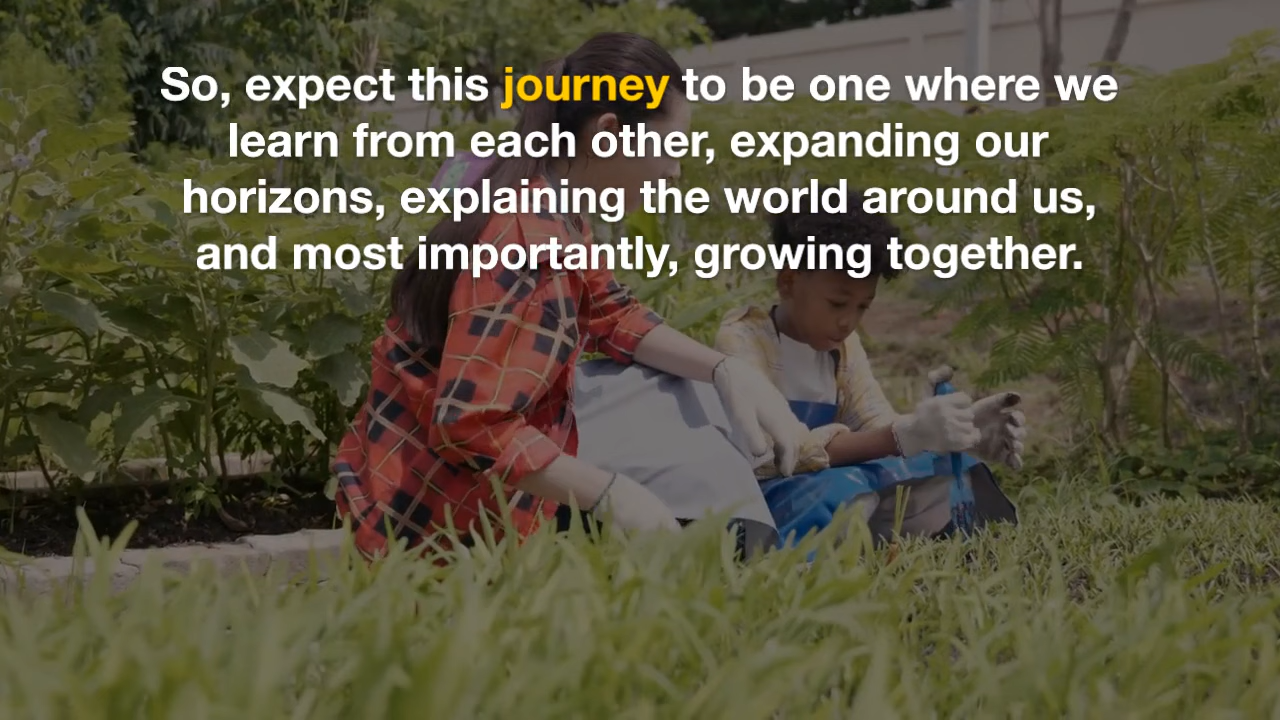 So, expect this journey to be one where we
learn from each other, expanding our
horizons, explaining the world around us,
and most importantly, growing together.